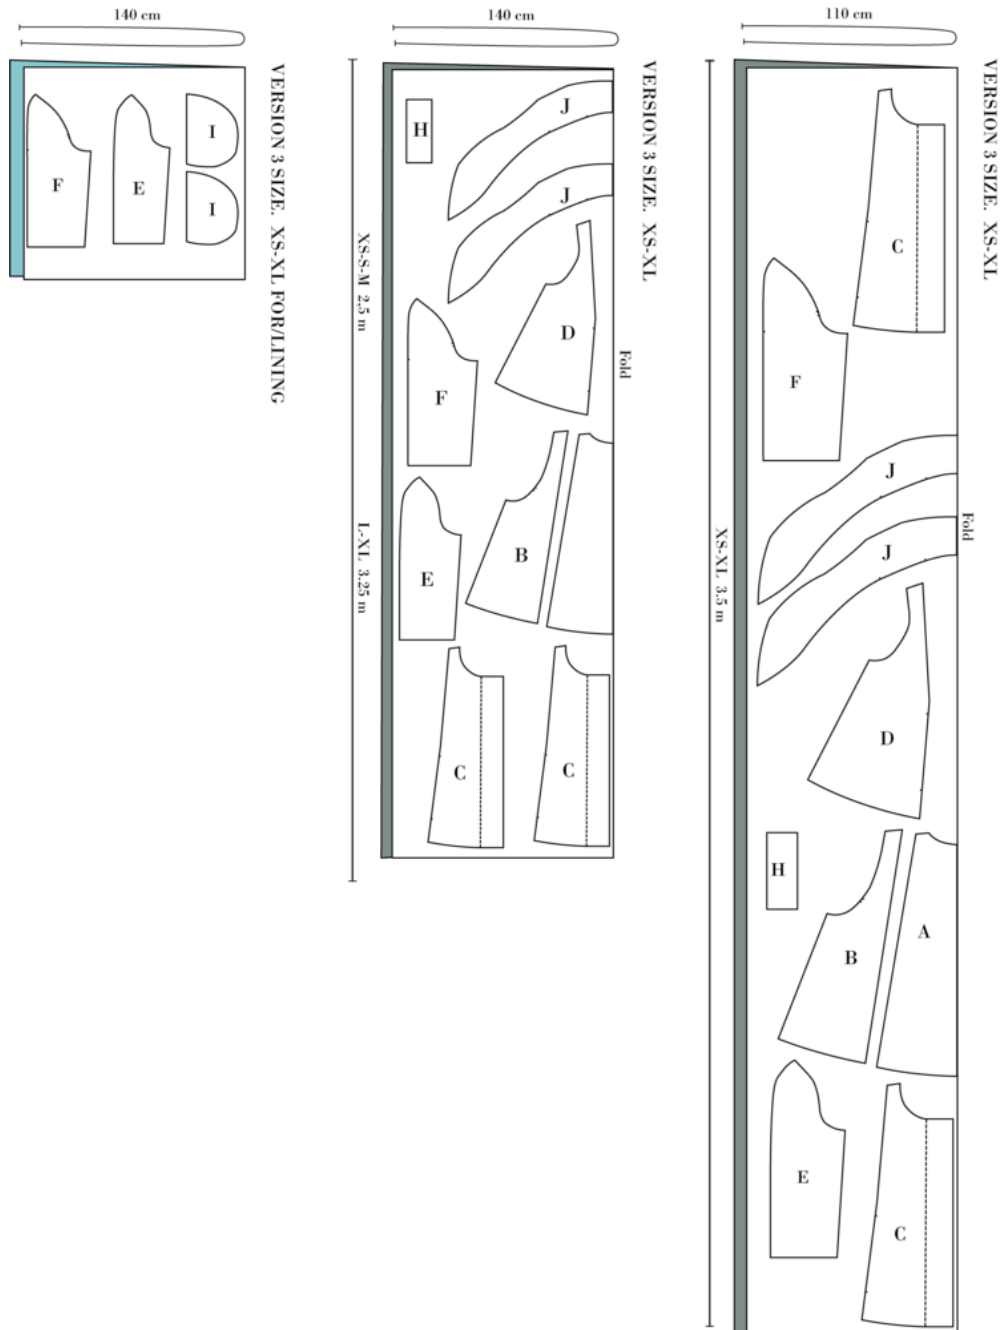 140 cm
F
E
I
I
VERSION 3 SIZE. XS-XL FOR/LINING
140 cm
XS-S-M 2.5 m
L-XL 3.25 m
H
J
J
D
F
B
E
C
C
Fold
VERSION 3 SIZE. XS-XL
110 cm
XS-XL 3.5 m
C
F
J
J
D
H
A
B
E
C
Fold
VERSION 3 SIZE. XS-XL